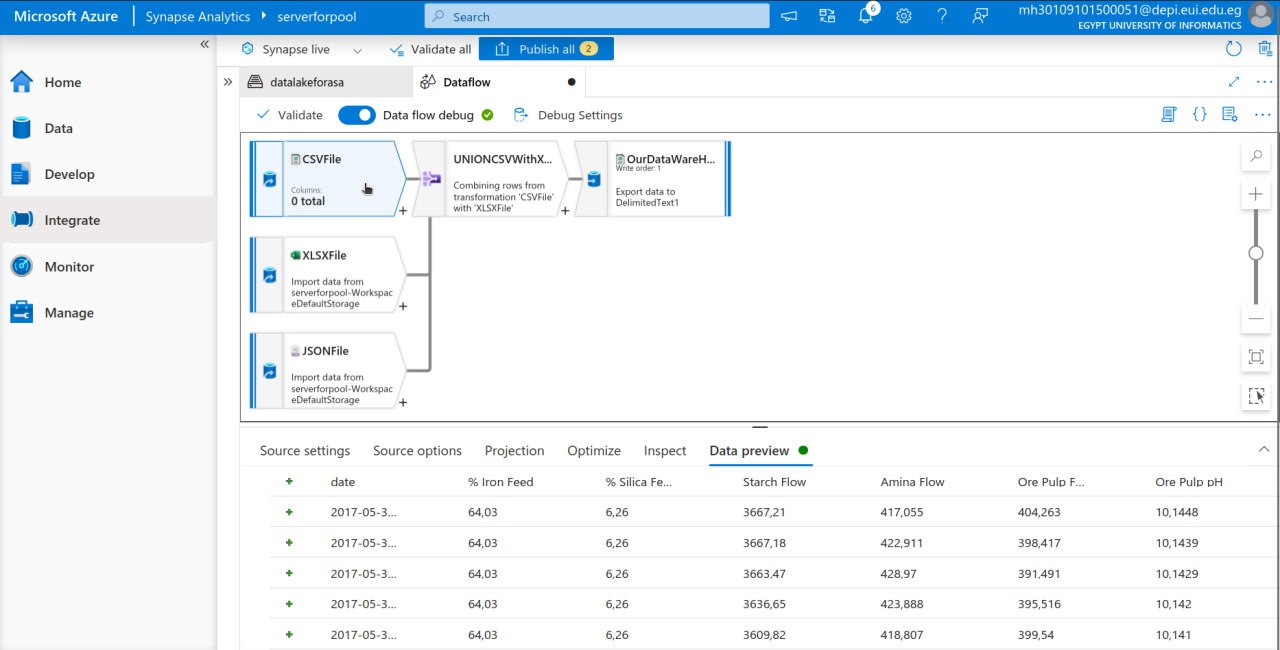 Microsoft Azure
Synapse Analytics
serverforpool
Search
6
mh30109101500051@depi.eui.edu.eg
EGYPT UNIVERSITY OF INFORMATICS
Synapse live
Validate all
Publish all 2
Home
Data
Develop
Integrate
Monitor
Manage
datalakeforasa
Dataflow
Validate
Data flow debug
Debug Settings
CSVFile
Columns:
0 total
UNIONCSVWithX...
Combining rows from
transformation 'CSVFile'
with 'XLSXFile'
OurDataWareH...
Write order: 1
Export data to
DelimitedText1
XLSXFile
Import data from
serverforpool-Workspac
eDefaultStorage
JSONFile
Import data from
serverforpool-Workspac
eDefaultStorage
Source settings Source options Projection Optimize Inspect Data preview
date % Iron Feed % Silica Fe... Starch Flow Amina Flow Ore Pulp F... Ore Pulp pH
2017-05-3... 64,03 6,26 3667,21 417,055 404,263 10,1448
2017-05-3... 64,03 6,26 3667,18 422,911 398,417 10,1439
2017-05-3... 64,03 6,26 3663,47 428,97 391,491 10,1429
2017-05-3... 64,03 6,26 3636,65 423,888 395,516 10,142
2017-05-3... 64,03 6,26 3609,82 418,807 399,54 10,141